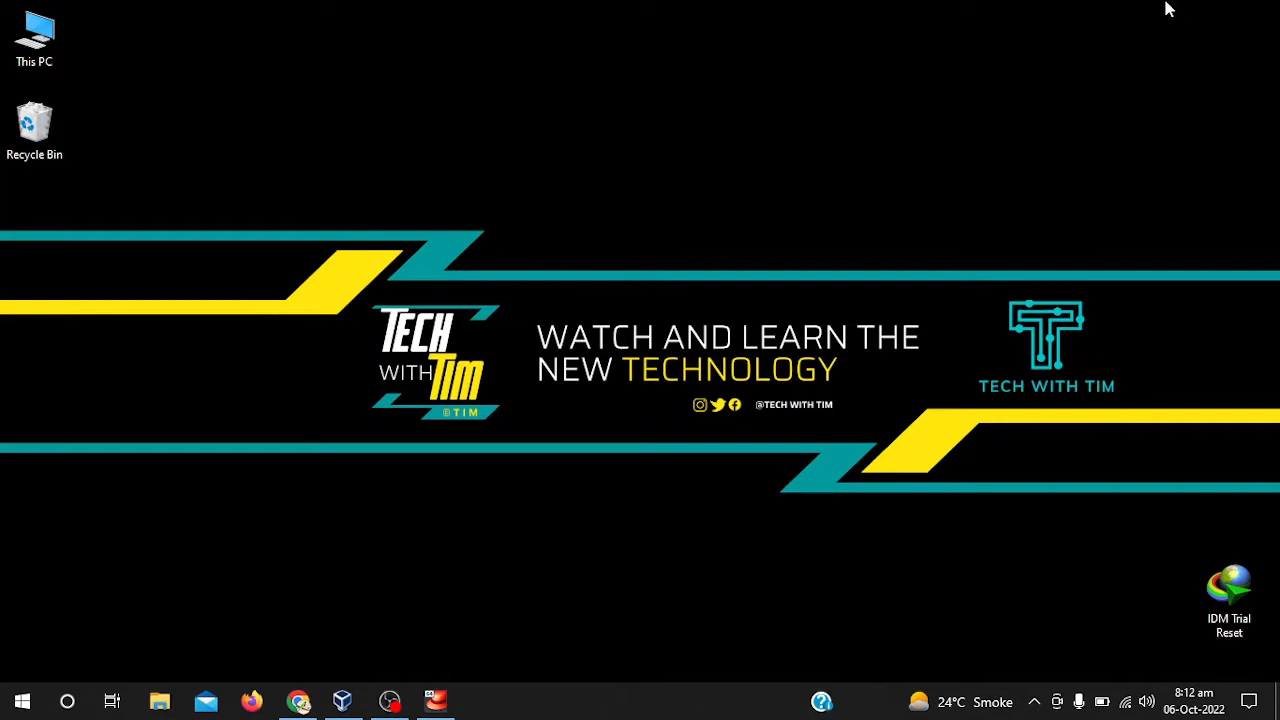 This PC
Recycle Bin
TECH
WITH TIM
© TIM
WATCH AND LEARN THE
NEW TECHNOLOGY
@TECH WITH TIM
TECH WITH TIM
IDM Trial
Reset
24°C Smoke
8:12 am
06-Oct-2022